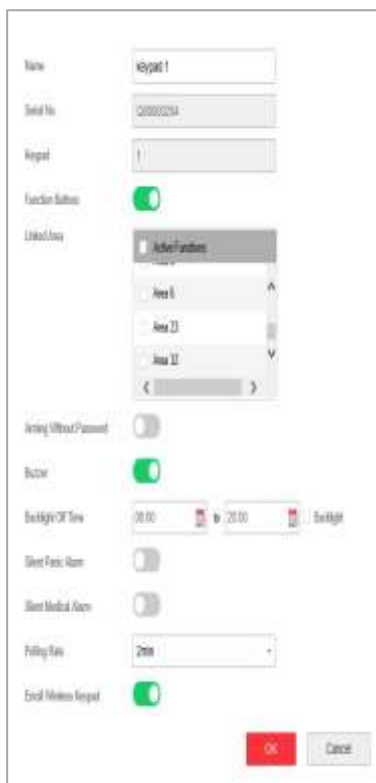 Name keypad 1
Serial No.
Keypad 1
Function Buttons
Linked Area Active Functions
Area 6
Area 23
Area 32
Arming Without Password
Buzzer
Backlight Off Time 08:00 to 20:00 Backlight
Silent Panic Alarm
Silent Medical Alarm
Polling Rate 2min
Enroll Wireless Keypad
OK Cancel